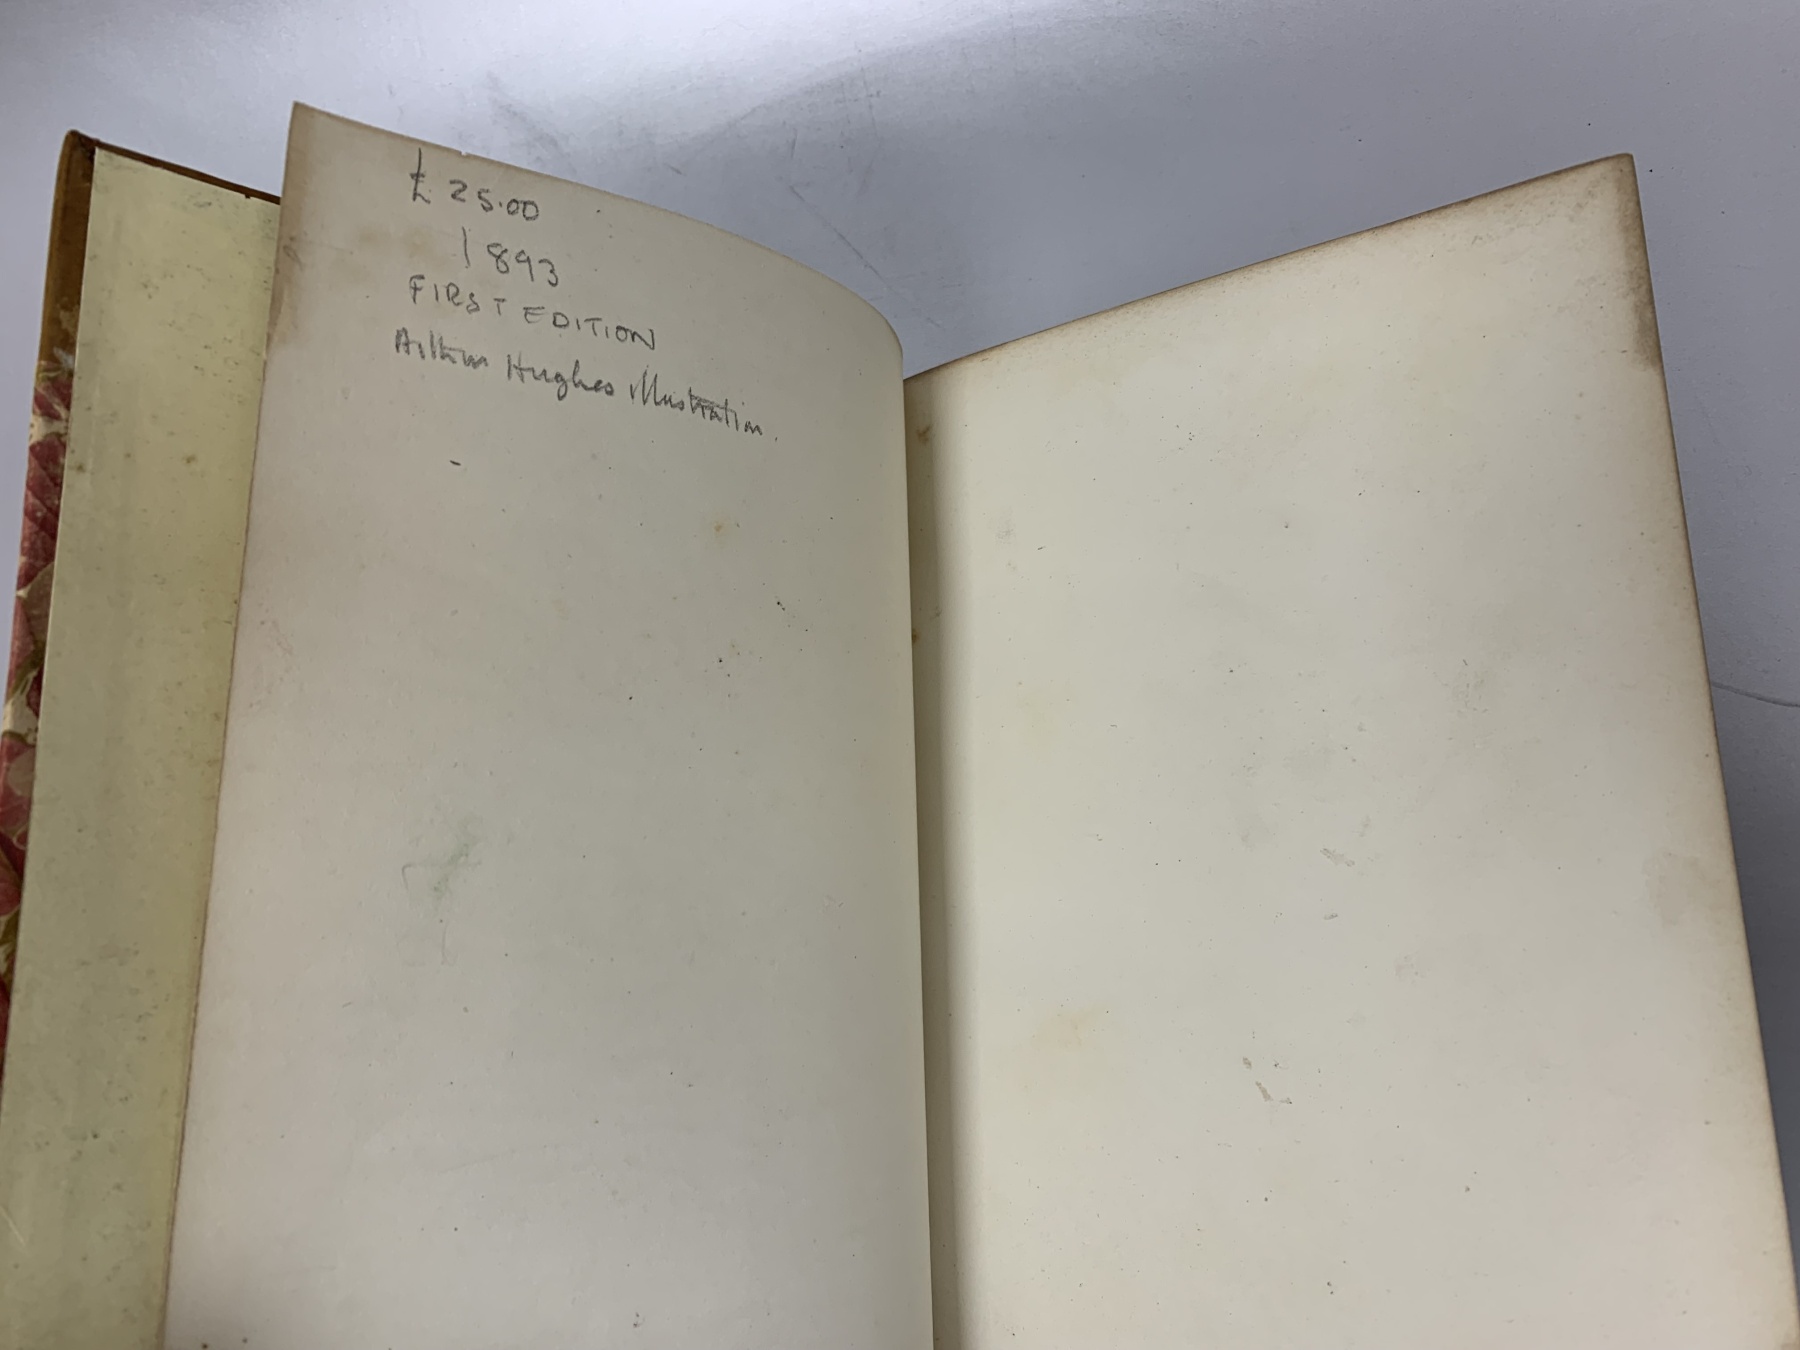 £25.00
1893
FIRST EDITION
Arthur Hughes illustration.